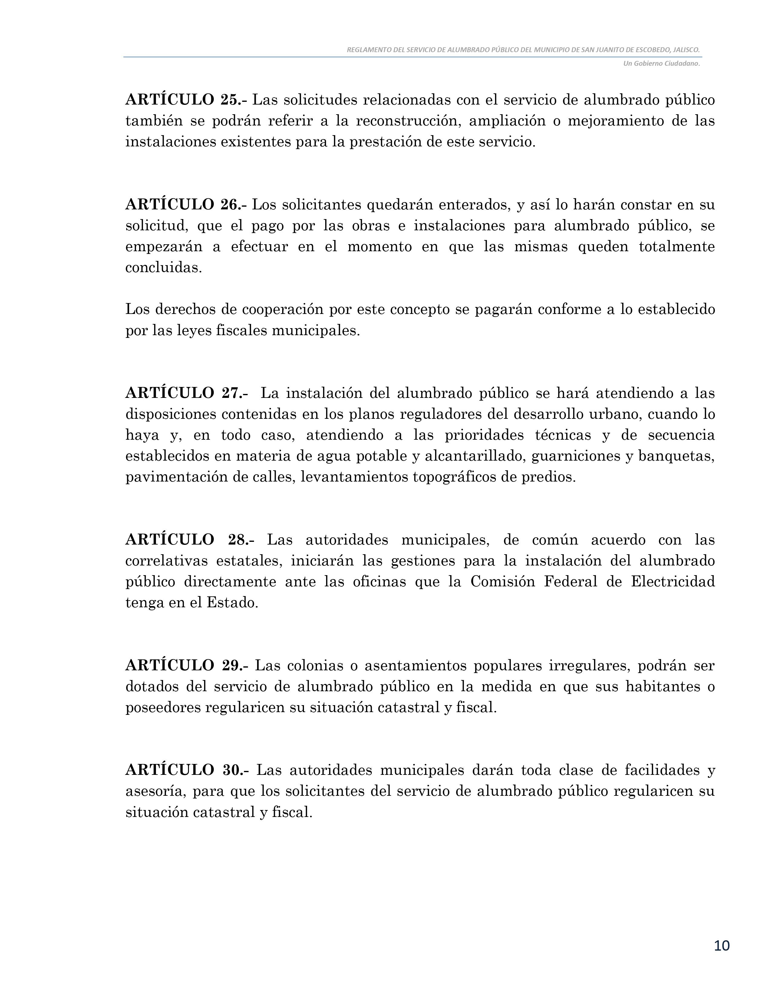 REGLAMENTO DEL SERVICIO DE ALUMBRADO PÚBLICO DEL MUNICIPIO DE SAN JUANITO DE ESCOBEDO, JALISCO.
Un Gobierno Ciudadano.
ARTÍCULO 25.- Las solicitudes relacionadas con el servicio de alumbrado público
también se podrán referir a la reconstrucción, ampliación o mejoramiento de las
instalaciones existentes para la prestación de este servicio.
ARTÍCULO 26.- Los solicitantes quedarán enterados, y así lo harán constar en su
solicitud, que el pago por las obras e instalaciones para alumbrado público, se
empezarán a efectuar en el momento en que las mismas queden totalmente
concluidas.
Los derechos de cooperación por este concepto se pagarán conforme a lo establecido
por las leyes fiscales municipales.
ARTÍCULO 27.- La instalación del alumbrado público se hará atendiendo a las
disposiciones contenidas en los planos reguladores del desarrollo urbano, cuando lo
haya y, en todo caso, atendiendo a las prioridades técnicas y de secuencia
establecidos en materia de agua potable y alcantarillado, guarniciones y banquetas,
pavimentación de calles, levantamientos topográficos de predios.
ARTÍCULO 28.- Las autoridades municipales, de común acuerdo con las
correlativas estatales, iniciarán las gestiones para la instalación del alumbrado
público directamente ante las oficinas que la Comisión Federal de Electricidad
tenga en el Estado.
ARTÍCULO 29.- Las colonias o asentamientos populares irregulares, podrán ser
dotados del servicio de alumbrado público en la medida en que sus habitantes o
poseedores regularicen su situación catastral y fiscal.
ARTÍCULO 30.- Las autoridades municipales darán toda clase de facilidades y
asesoría, para que los solicitantes del servicio de alumbrado público regularicen su
situación catastral y fiscal.
10